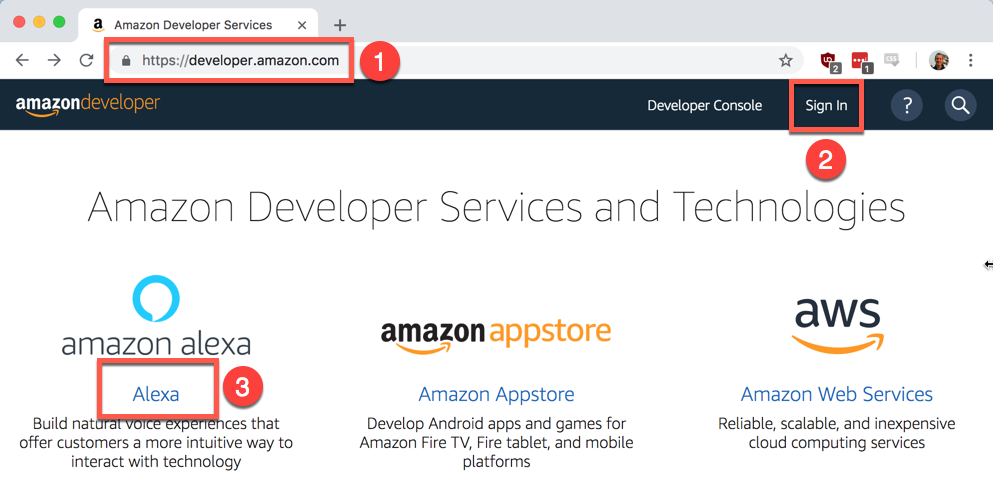 Amazon Developer Services
https://developer.amazon.com
1
2
1
amazondeveloper
Developer Console
Sign In
?
2
Amazon Developer Services and Technologies
amazon alexa
amazon appstore
aws
Alexa
3
Amazon Appstore
Amazon Web Services
Build natural voice experiences that
offer customers a more intuitive way to
interact with technology
Develop Android apps and games for
Amazon Fire TV, Fire tablet, and mobile
platforms
Reliable, scalable, and inexpensive
cloud computing services